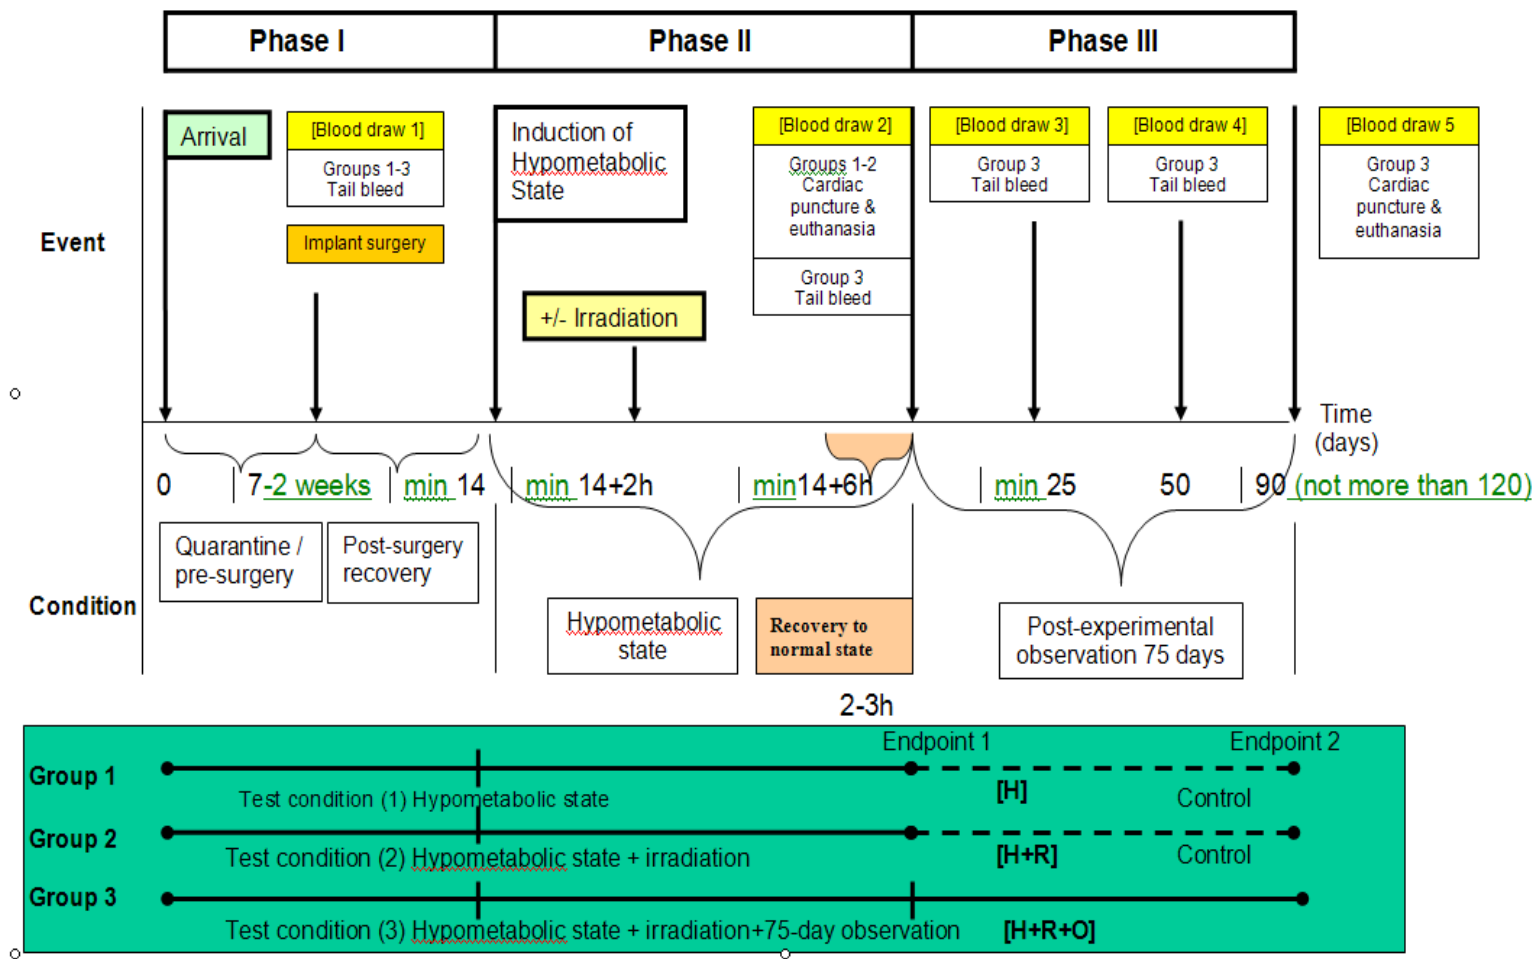 Phase I
Phase II
Phase III
Event
Arrival
[Blood draw 1]
Groups 1-3
Tail bleed
Implant surgery
Induction of
Hypometabolic
State
+/- Irradiation
[Blood draw 2]
Groups 1-2
Cardiac
puncture &
euthanasia
Group 3
Tail bleed
[Blood draw 3]
Group 3
Tail bleed
[Blood draw 4]
Group 3
Tail bleed
[Blood draw 5
Group 3
Cardiac
puncture &
euthanasia
Time
(days)
0 7-2 weeks min 14 min 14+2h min14+6h min 25 50 90 (not more than 120)
Condition
Quarantine /
pre-surgery
Post-surgery
recovery
Hypometabolic
state
Recovery to
normal state
Post-experimental
observation 75 days
2-3h
Endpoint 1 Endpoint 2
Group 1
Test condition (1) Hypometabolic state [H] Control
Group 2
Test condition (2) Hypometabolic state + irradiation [H+R] Control
Group 3
Test condition (3) Hypometabolic state + irradiation+75-day observation [H+R+O]